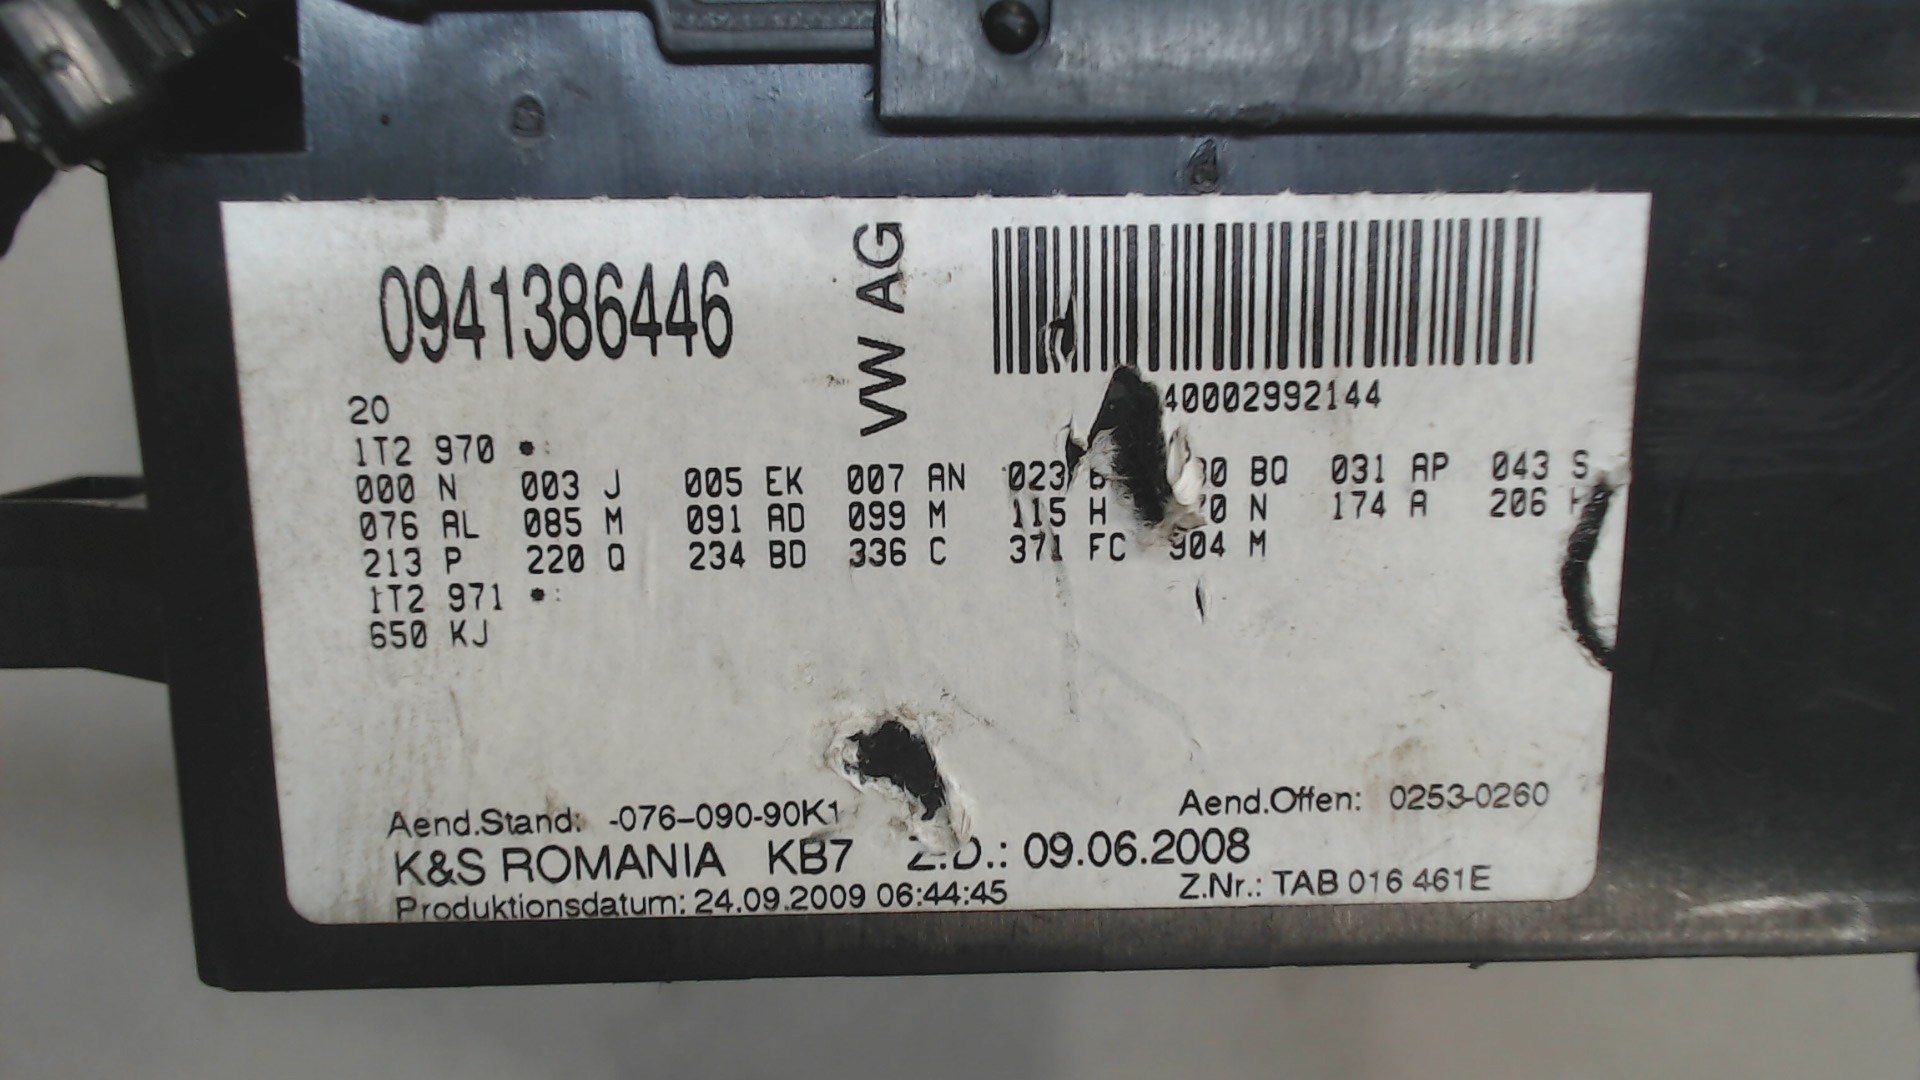 0941386446
VW AG
40002992144
20
1T2 970 *:
000 N 003 J 005 EK 007 AN 023 BQ 031 AP 043 S
076 AL 085 M 091 AD 099 M 115 H N 174 A 206
213 P 220 Q 234 BD 336 C 371 FC 904 M
1T2 971 *:
650 KJ
Aend.Stand: -076-090-90K1 Aend.Offen: 0253-0260
K&S ROMANIA KB7 Z.D.: 09.06.2008
Produktionsdatum: 24.09.2009 06:44:45 Z.Nr.: TAB 016 461E